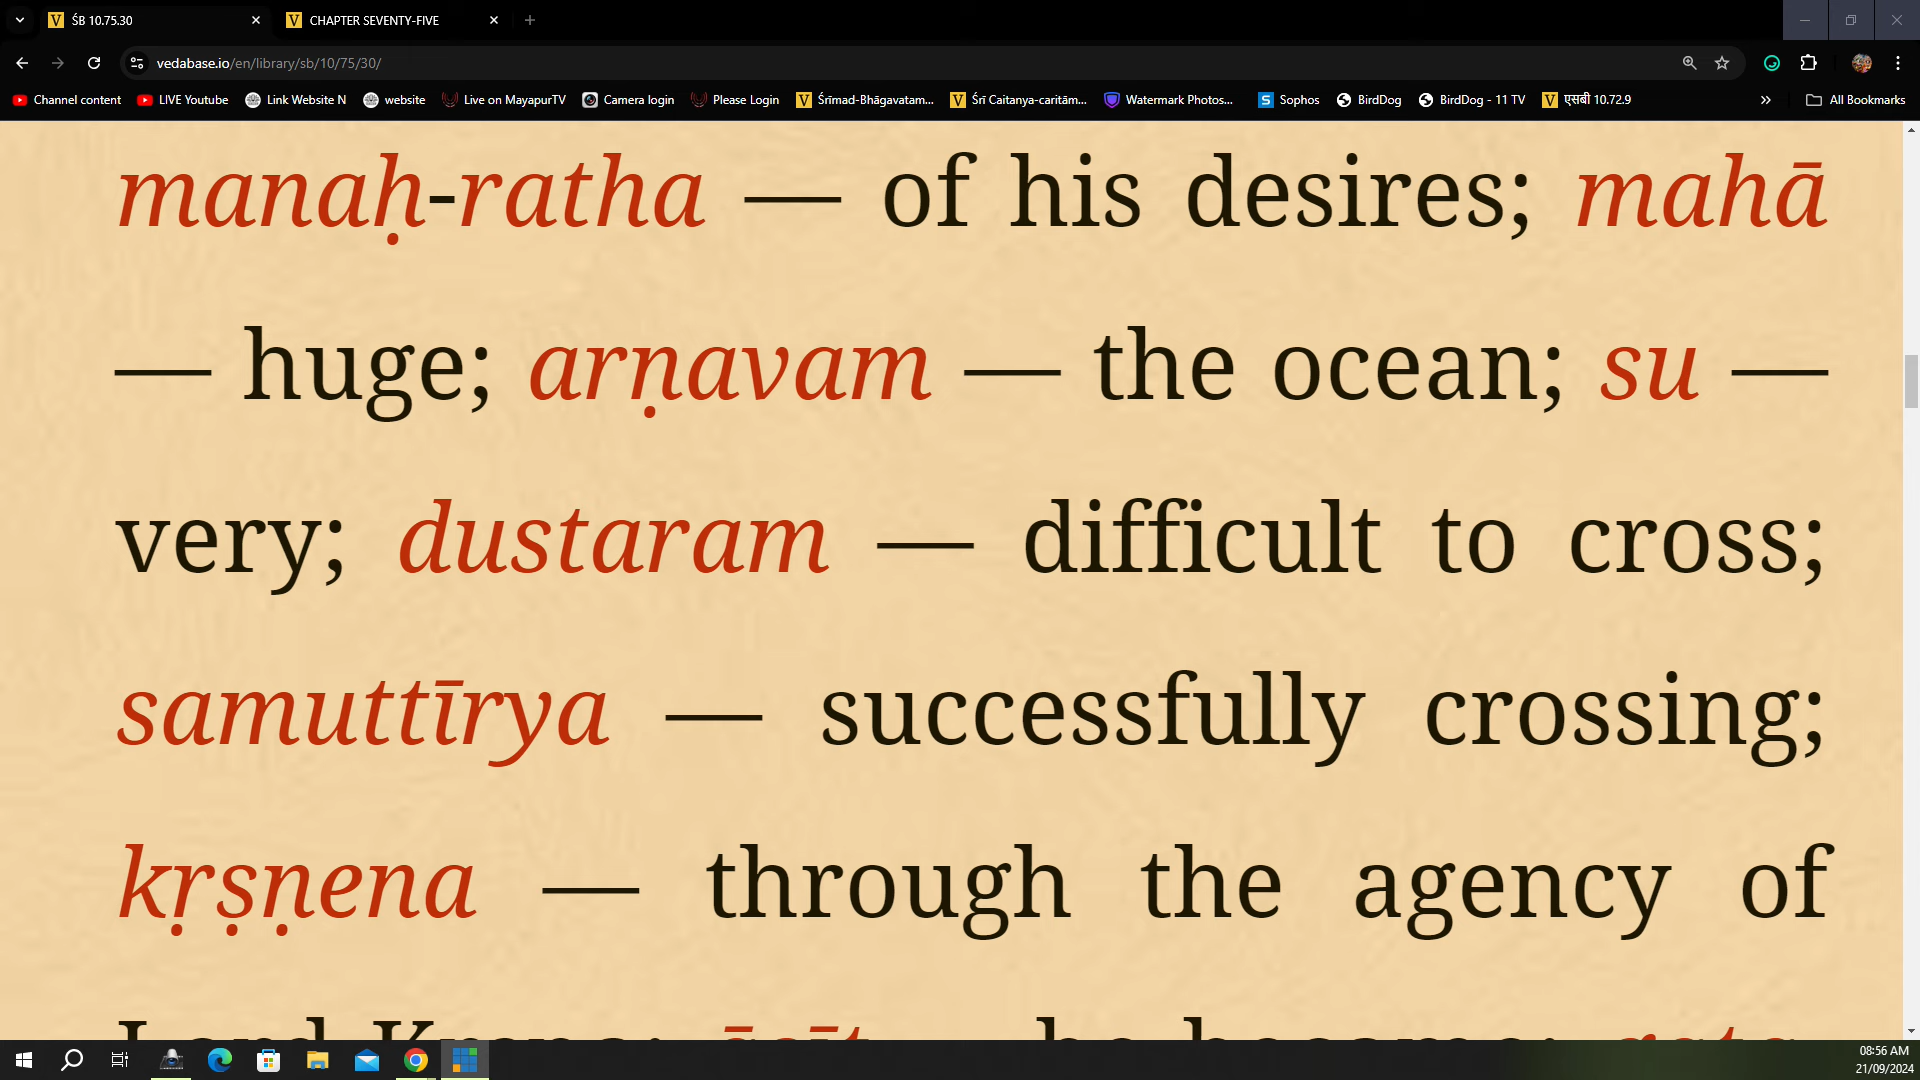 ŚB 10.75.30
CHAPTER SEVENTY-FIVE
vedabase.io/en/library/sb/10/75/30/
Channel content
LIVE Youtube
Link Website N
website
Live on MayapurTV
Camera login
Please Login
Śrīmad-Bhāgavatam...
Śrī Caitanya-caritām...
Watermark Photos...
Sophos
BirdDog
BirdDog - 11 TV
एसबी 10.72.9
All Bookmarks
manaḥ-ratha — of his desires; mahā
— huge; arṇavam — the ocean; su —
very; dustaram — difficult to cross;
samuttīrya — successfully crossing;
kṛṣṇena — through the agency of
08:56 AM
21/09/2024